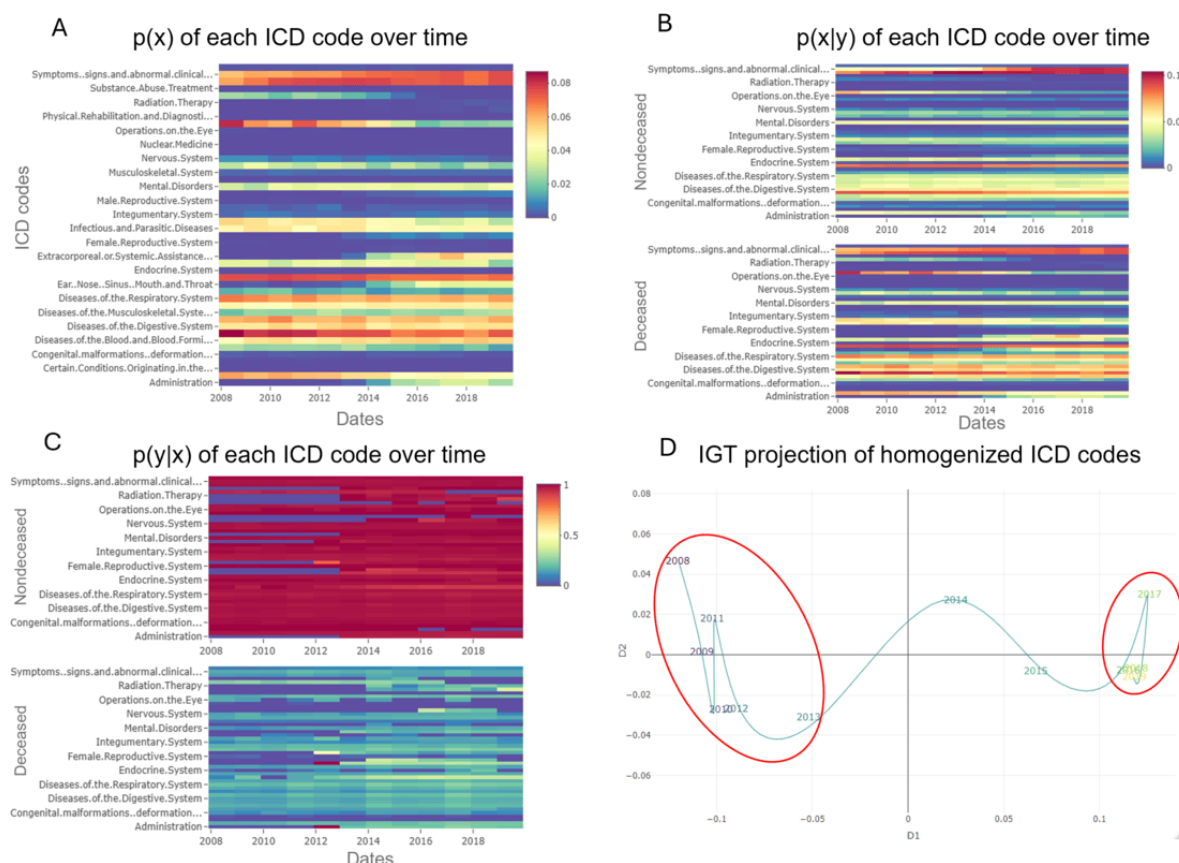 A
p(x) of each ICD code over time
Symptoms..signs.and.abnormal.clinical...
Substance.Abuse.Treatment
Radiation.Therapy
Physical.Rehabilitation.and.Diagnosti...
Operations.on.the.Eye
Nuclear.Medicine
Nervous.System
Musculoskeletal.System
Mental.Disorders
Male.Reproductive.System
Integumentary.System
Infectious.and.Parasitic.Diseases
Female.Reproductive.System
Extracorporeal.or.Systemic.Assistance...
Endocrine.System
Ear..Nose..Sinus..Mouth.and.Throat
Diseases.of.the.Respiratory.System
Diseases.of.the.Musculoskeletal.Syste...
Diseases.of.the.Digestive.System
Diseases.of.the.Blood.and.Blood.Formi...
Congenital.malformations..deformation...
Certain.Conditions.Originating.in.the...
Administration
ICD codes
2008 2010 2012 2014 2016 2018
Dates
0.08
0.06
0.04
0.02
0
B
p(x|y) of each ICD code over time
Nondeceased
Symptoms..signs.and.abnormal.clinical...
Radiation.Therapy
Operations.on.the.Eye
Nervous.System
Mental.Disorders
Integumentary.System
Female.Reproductive.System
Endocrine.System
Diseases.of.the.Respiratory.System
Diseases.of.the.Digestive.System
Congenital.malformations..deformation...
Administration
0.1
0.0
0
Deceased
Symptoms..signs.and.abnormal.clinical...
Radiation.Therapy
Operations.on.the.Eye
Nervous.System
Mental.Disorders
Integumentary.System
Female.Reproductive.System
Endocrine.System
Diseases.of.the.Respiratory.System
Diseases.of.the.Digestive.System
Congenital.malformations..deformation...
Administration
2008 2010 2012 2014 2016 2018
Dates
C
p(y|x) of each ICD code over time
Nondeceased
Symptoms..signs.and.abnormal.clinical...
Radiation.Therapy
Operations.on.the.Eye
Nervous.System
Mental.Disorders
Integumentary.System
Female.Reproductive.System
Endocrine.System
Diseases.of.the.Respiratory.System
Diseases.of.the.Digestive.System
Congenital.malformations..deformation...
Administration
1
0.5
0
Deceased
Symptoms..signs.and.abnormal.clinical...
Radiation.Therapy
Operations.on.the.Eye
Nervous.System
Mental.Disorders
Integumentary.System
Female.Reproductive.System
Endocrine.System
Diseases.of.the.Respiratory.System
Diseases.of.the.Digestive.System
Congenital.malformations..deformation...
Administration
2008 2010 2012 2014 2016 2018
Dates
D
IGT projection of homogenized ICD codes
0.08
0.06
0.04
0.02
0
−0.02
−0.04
−0.06
D2
2008
2011
2009
2010
2012
2013
2014
2015
2017
2016
2018
−0.1 −0.05 0 0.05 0.1
D1